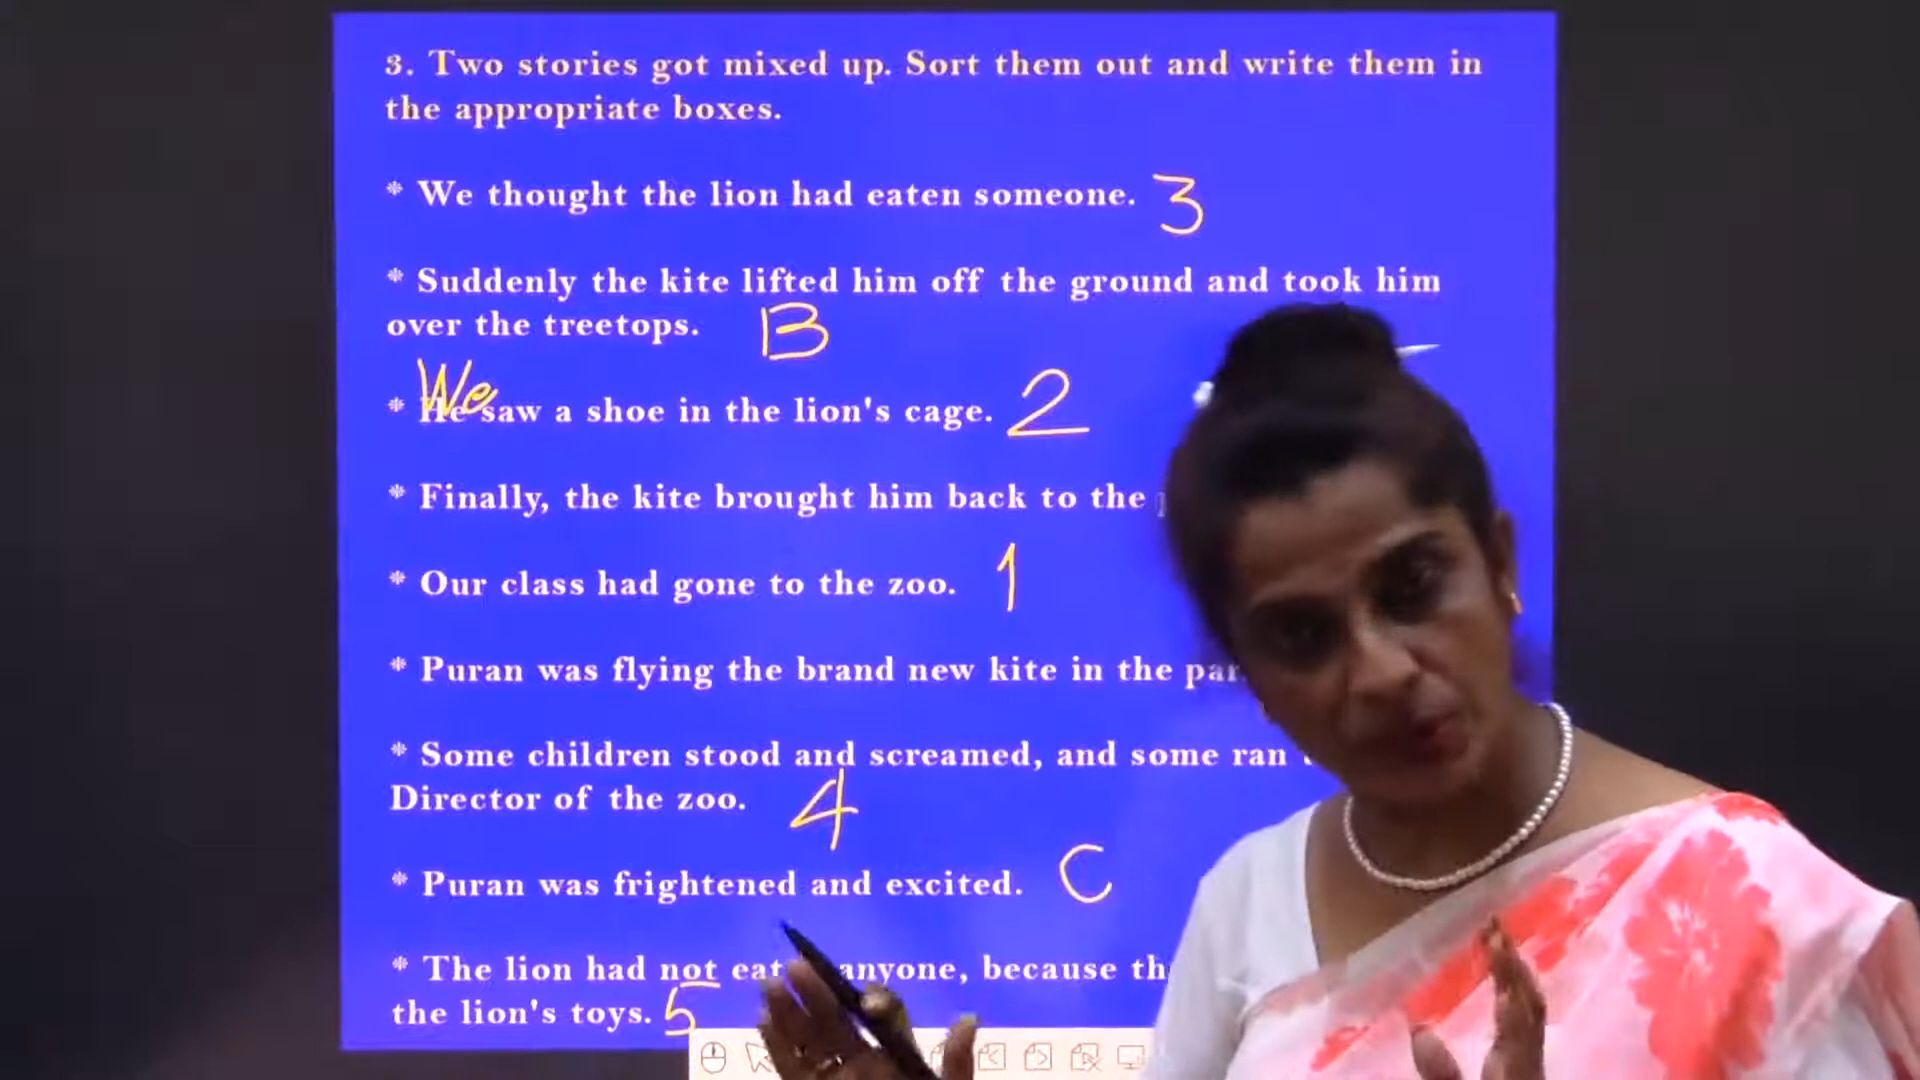 3. Two stories got mixed up. Sort them out and write them in
the appropriate boxes.
* We thought the lion had eaten someone. 3
* Suddenly the kite lifted him off the ground and took him
over the treetops. B
We
* He saw a shoe in the lion's cage. 2
* Finally, the kite brought him back to the
* Our class had gone to the zoo. 1
* Puran was flying the brand new kite in the
* Some children stood and screamed, and some ran
Director of the zoo. 4
* Puran was frightened and excited. C
* The lion had not anyone, because
the lion's toys. 5